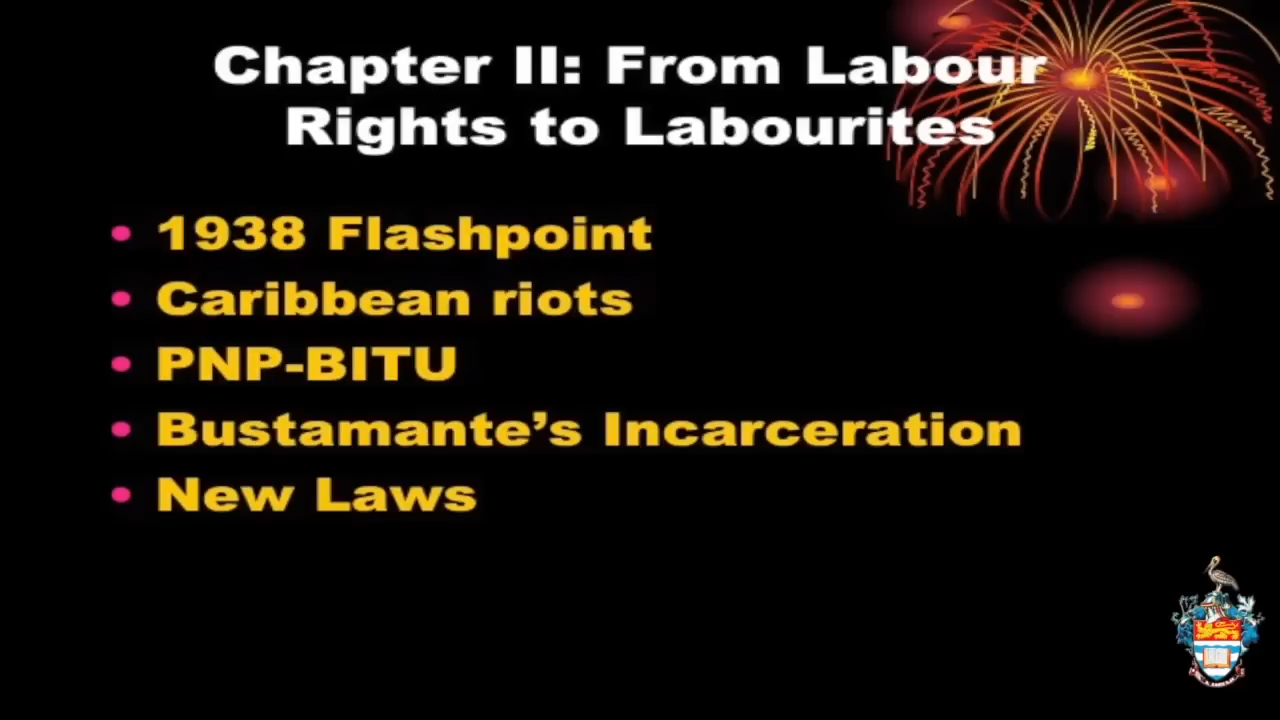 Chapter II: From Labour
Rights to Labourites
• 1938 Flashpoint
• Caribbean riots
• PNP-BITU
• Bustamante’s Incarceration
• New Laws